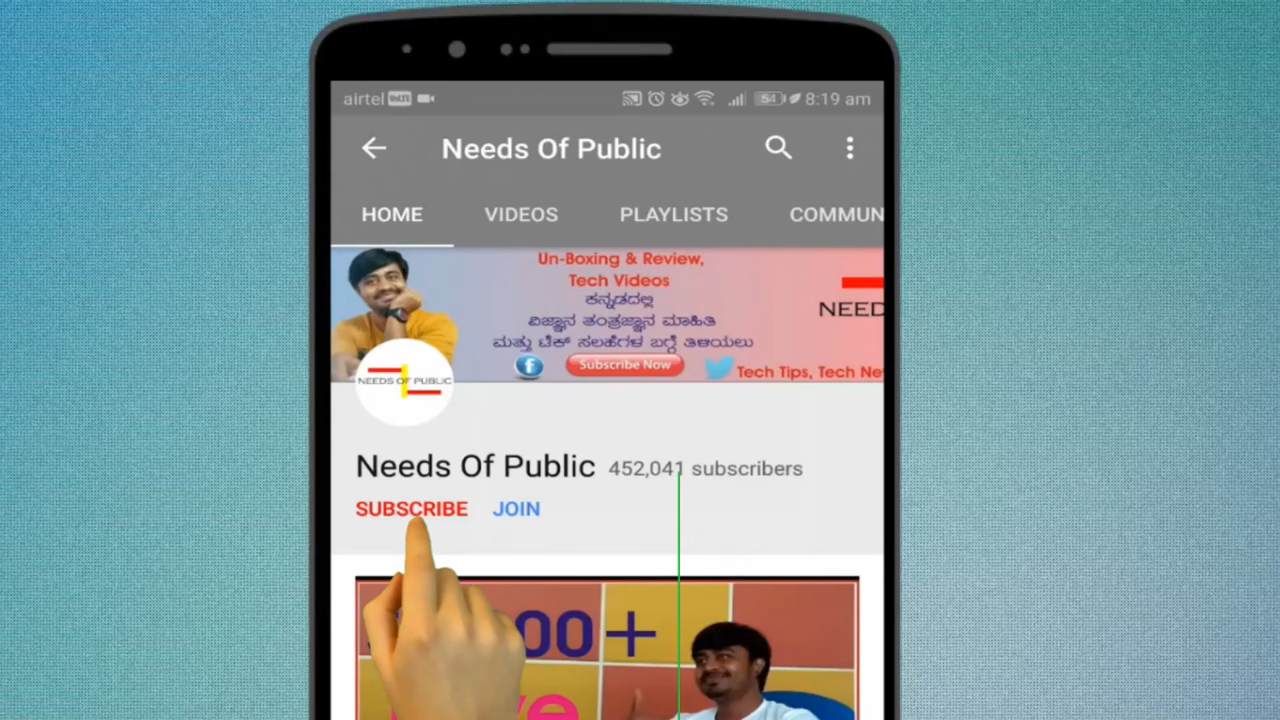 airtel VoLTE 54 8:19 am
Needs Of Public
HOME VIDEOS PLAYLISTS COMMUN
Un-Boxing & Review,
Tech Videos
ಕನ್ನಡದಲ್ಲಿ
ವಿಜ್ಞಾನ ತಂತ್ರಜ್ಞಾನ ಮಾಹಿತಿ
ಮತ್ತು ಟೆಕ್ ಸಲಹೆಗಳ ಬಗ್ಗೆ ತಿಳಿಯಲು
NEED
f Subscribe Now Tech Tips, Tech Ne
NEEDS OF PUBLIC
Needs Of Public 452,041 subscribers
SUBSCRIBE JOIN
00+